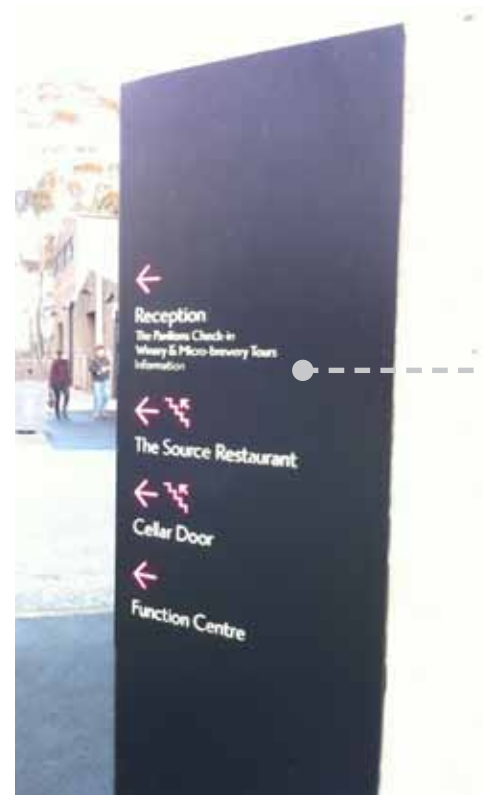 Reception
The Pavilions Check-in
Winery & Micro-brewery Tours
Information
The Source Restaurant
Cellar Door
Function Centre